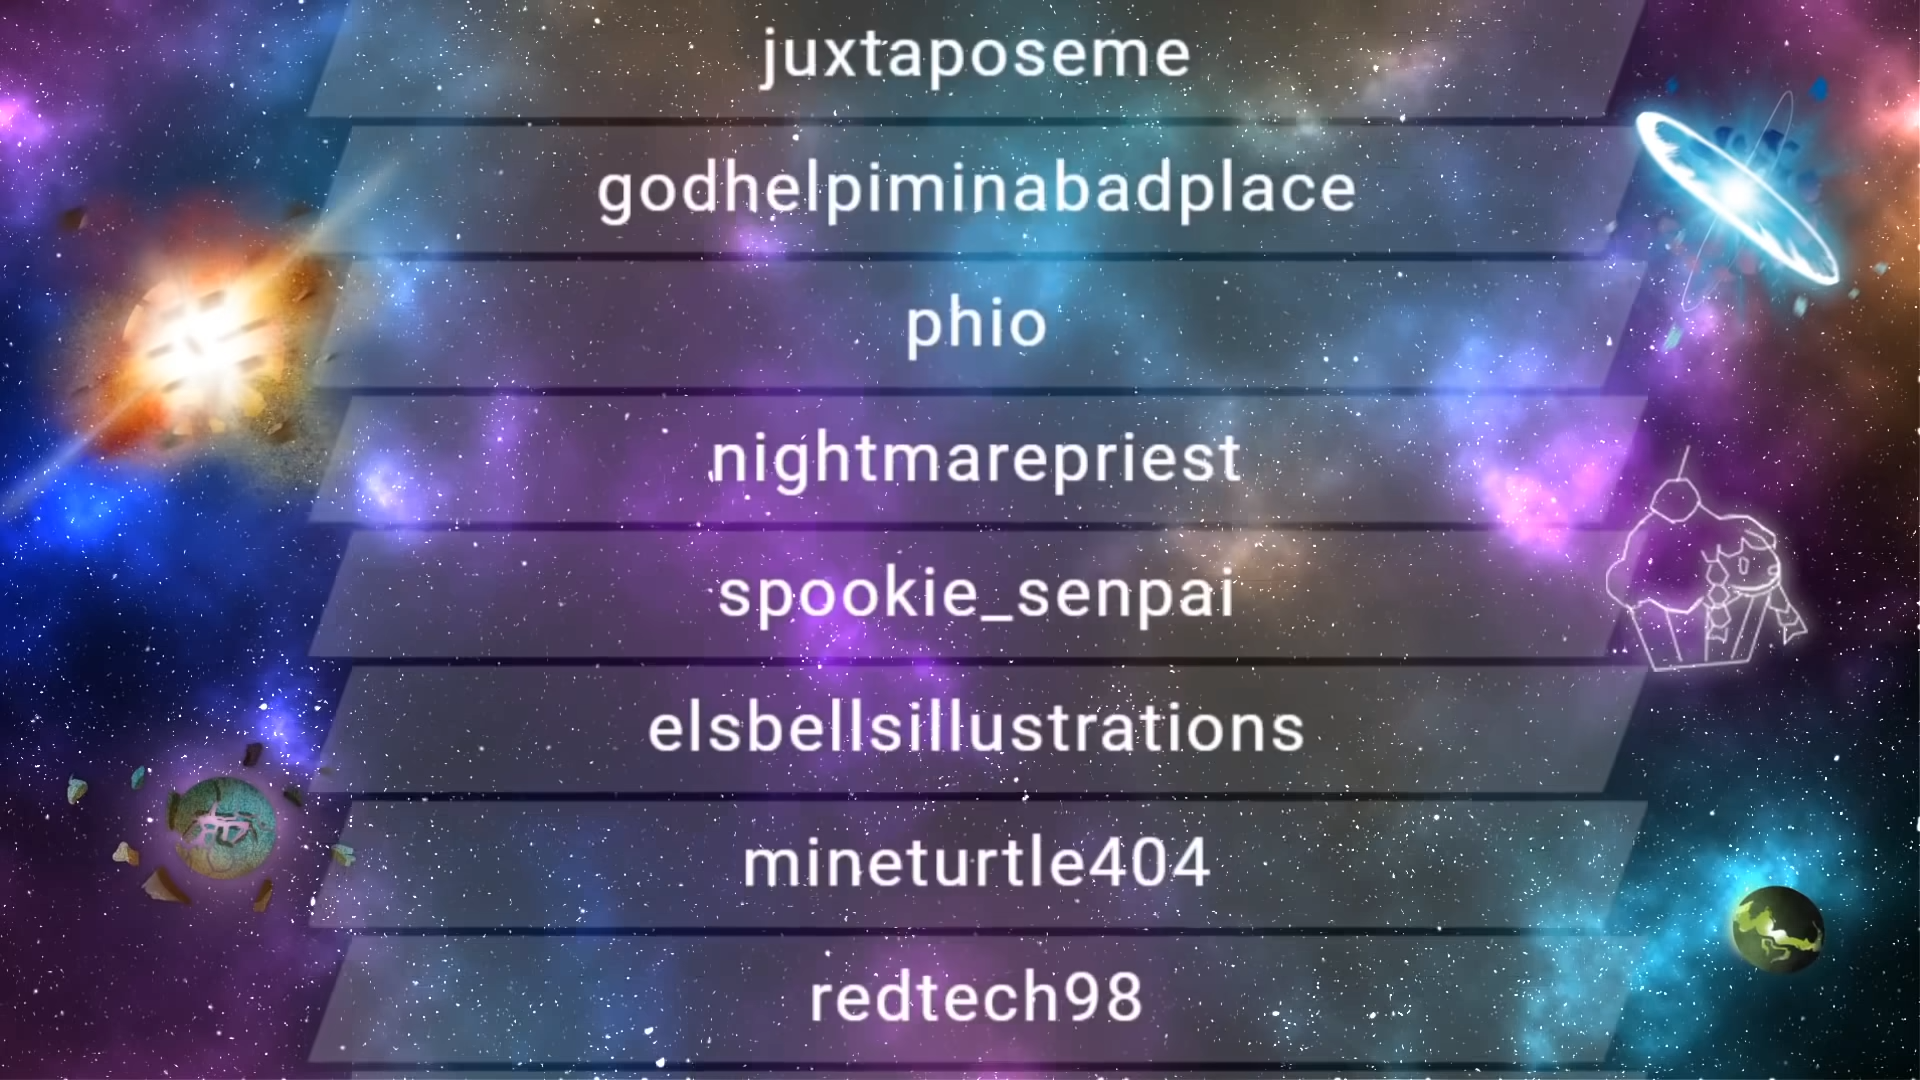 juxtaposeme
godhelpiminabadplace
phio
nightmarepriest
spookie_senpai
elsbellsillustrations
mineturtle404
redtech98